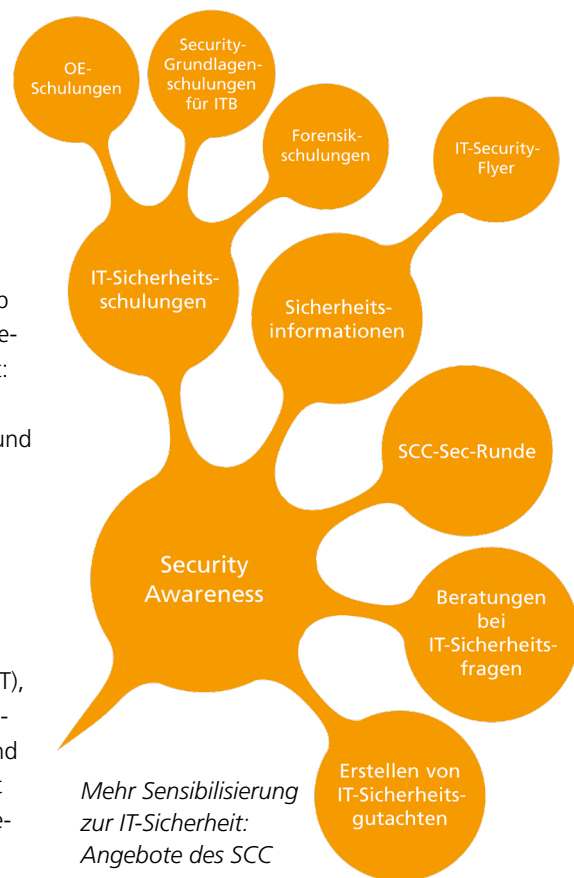 OE-
Schulungen
Security-
Grundlagen-
schulungen
für ITB
Forensik-
schulungen
IT-Security-
Flyer
IT-Sicherheits-
schulungen
Sicherheits-
informationen
SCC-Sec-Runde
Security
Awareness
Beratungen
bei
IT-Sicherheits-
fragen
Erstellen von
IT-Sicherheits-
gutachten
e-
:
und
T),
-
nd
t
e-
Mehr Sensibilisierung
zur IT-Sicherheit:
Angebote des SCC